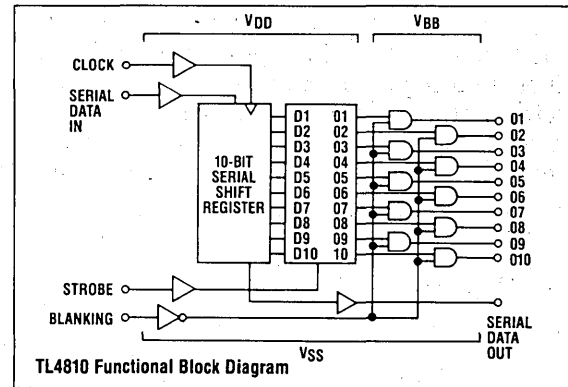 VDD VBB
CLOCK
SERIAL
DATA
IN
10-BIT
SERIAL
SHIFT
REGISTER
D1 01
D2 02
D3 03
D4 04
D5 05
D6 06
D7 07
D8 08
D9 09
D10 10
01
02
03
04
05
06
07
08
09
010
STROBE
BLANKING
SERIAL
DATA
OUT
VSS
TL4810 Functional Block Diagram